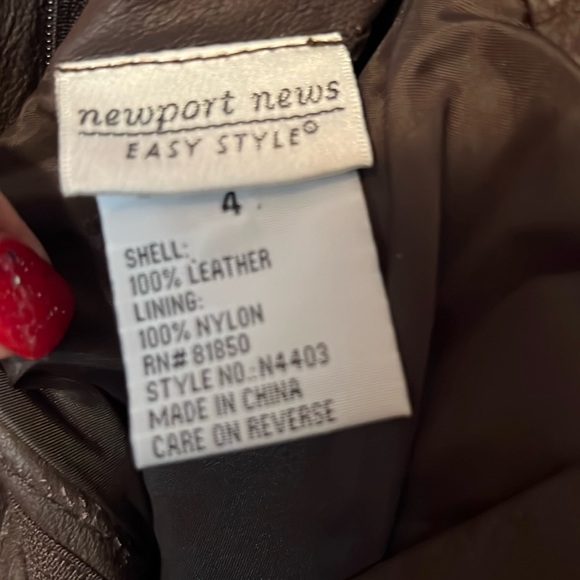 newport news
EASY STYLE®
4
SHELL:
100% LEATHER
LINING:
100% NYLON
RN# 81850
STYLE NO.: N4403
MADE IN CHINA
CARE ON REVERSE